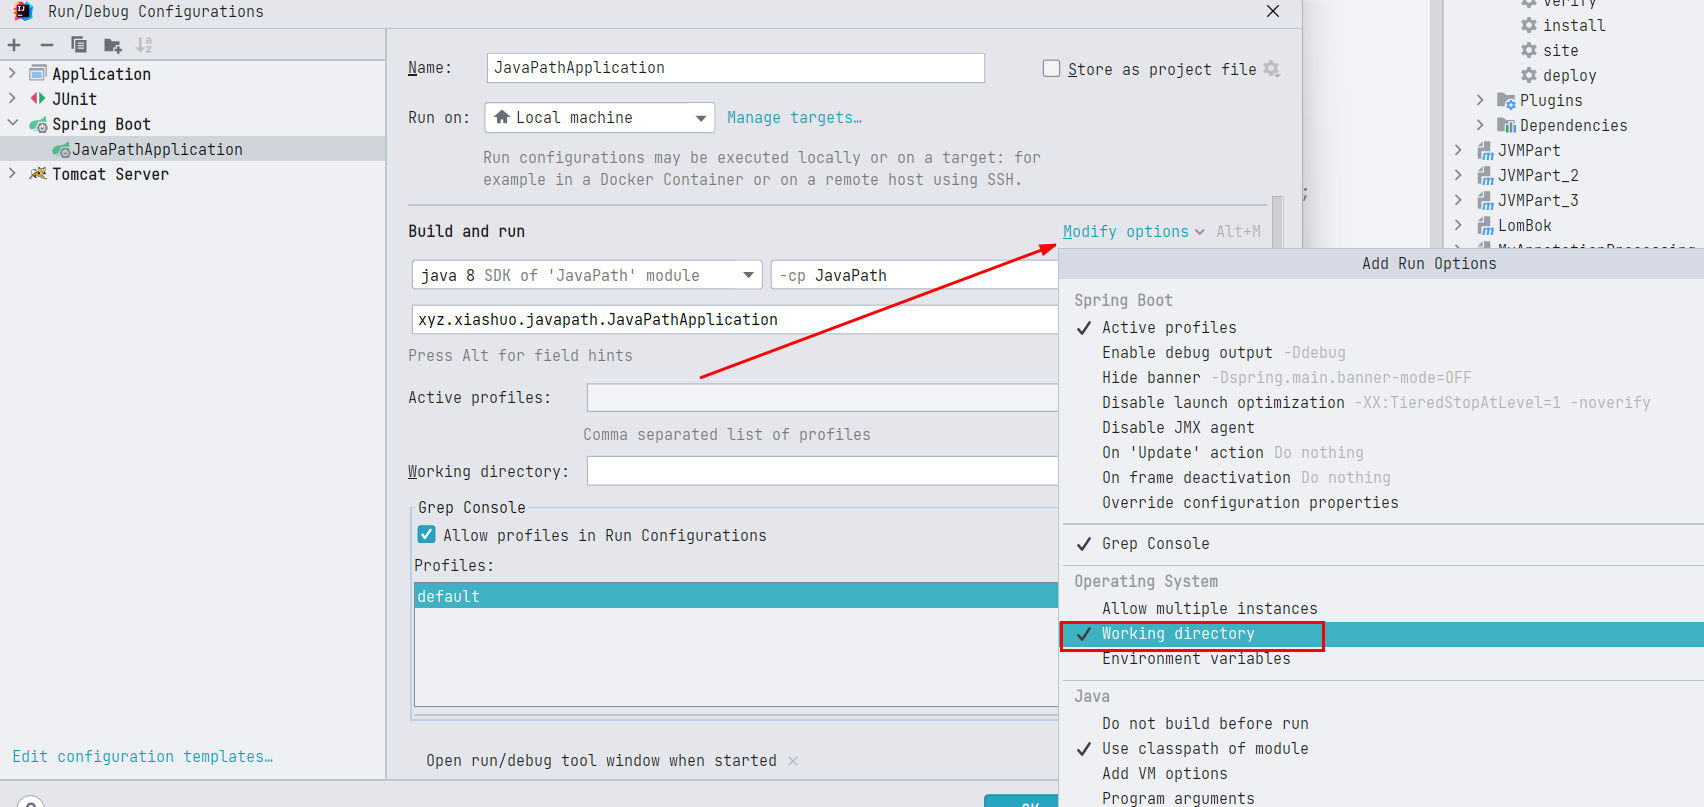 Run/Debug Configurations
Application
JUnit
Spring Boot
JavaPathApplication
Tomcat Server
Edit configuration templates…
Name: JavaPathApplication
Store as project file
Run on: Local machine Manage targets…
Run configurations may be executed locally or on a target: for
example in a Docker Container or on a remote host using SSH.
Build and run
Modify options Alt+M
java 8 SDK of 'JavaPath' module
-cp JavaPath
xyz.xiashuo.javapath.JavaPathApplication
Press Alt for field hints
Active profiles:
Comma separated list of profiles
Working directory:
Grep Console
Allow profiles in Run Configurations
Profiles:
default
Open run/debug tool window when started
OK
;
verify
install
site
deploy
Plugins
Dependencies
JVMPart
JVMPart_2
JVMPart_3
LomBok
MyAnnotationProcessing
Add Run Options
Spring Boot
Active profiles
Enable debug output -Ddebug
Hide banner -Dspring.main.banner-mode=OFF
Disable launch optimization -XX:TieredStopAtLevel=1 -noverify
Disable JMX agent
On 'Update' action Do nothing
On frame deactivation Do nothing
Override configuration properties
Grep Console
Operating System
Allow multiple instances
Working directory
Environment variables
Java
Do not build before run
Use classpath of module
Add VM options
Program arguments